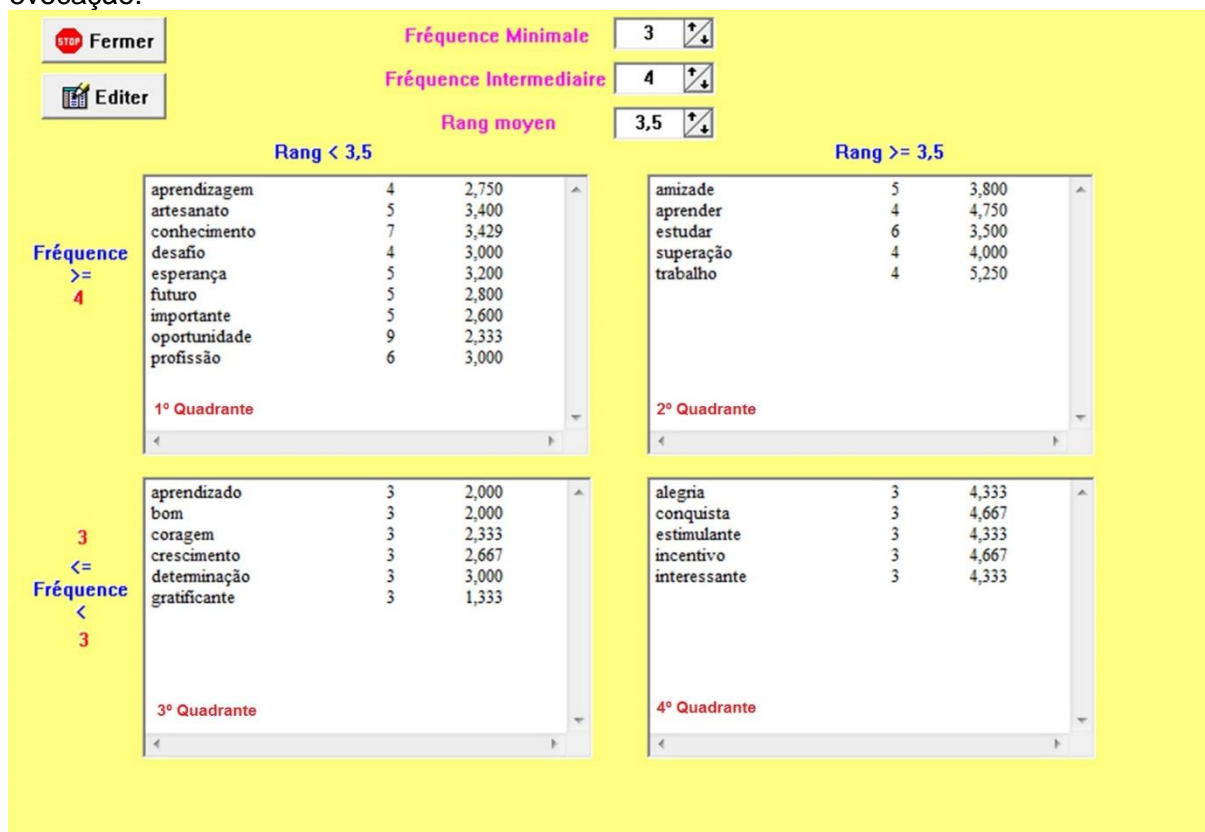 evocação.
STOP Fermer
Fréquence Minimale 3
Editer
Fréquence Intermediaire 4
Rang moyen 3,5
Rang < 3,5
Rang >= 3,5
Fréquence
>=
4
aprendizagem 4 2,750
artesanato 5 3,400
conhecimento 7 3,429
desafio 4 3,000
esperança 5 3,200
futuro 5 2,800
importante 5 2,600
oportunidade 9 2,333
profissão 6 3,000
1º Quadrante
amizade 5 3,800
aprender 4 4,750
estudar 6 3,500
superação 4 4,000
trabalho 4 5,250
2º Quadrante
3
<=
Fréquence
<
3
aprendizado 3 2,000
bom 3 2,000
coragem 3 2,333
crescimento 3 2,667
determinação 3 3,000
gratificante 3 1,333
3º Quadrante
alegria 3 4,333
conquista 3 4,667
estimulante 3 4,333
incentivo 3 4,667
interessante 3 4,333
4º Quadrante